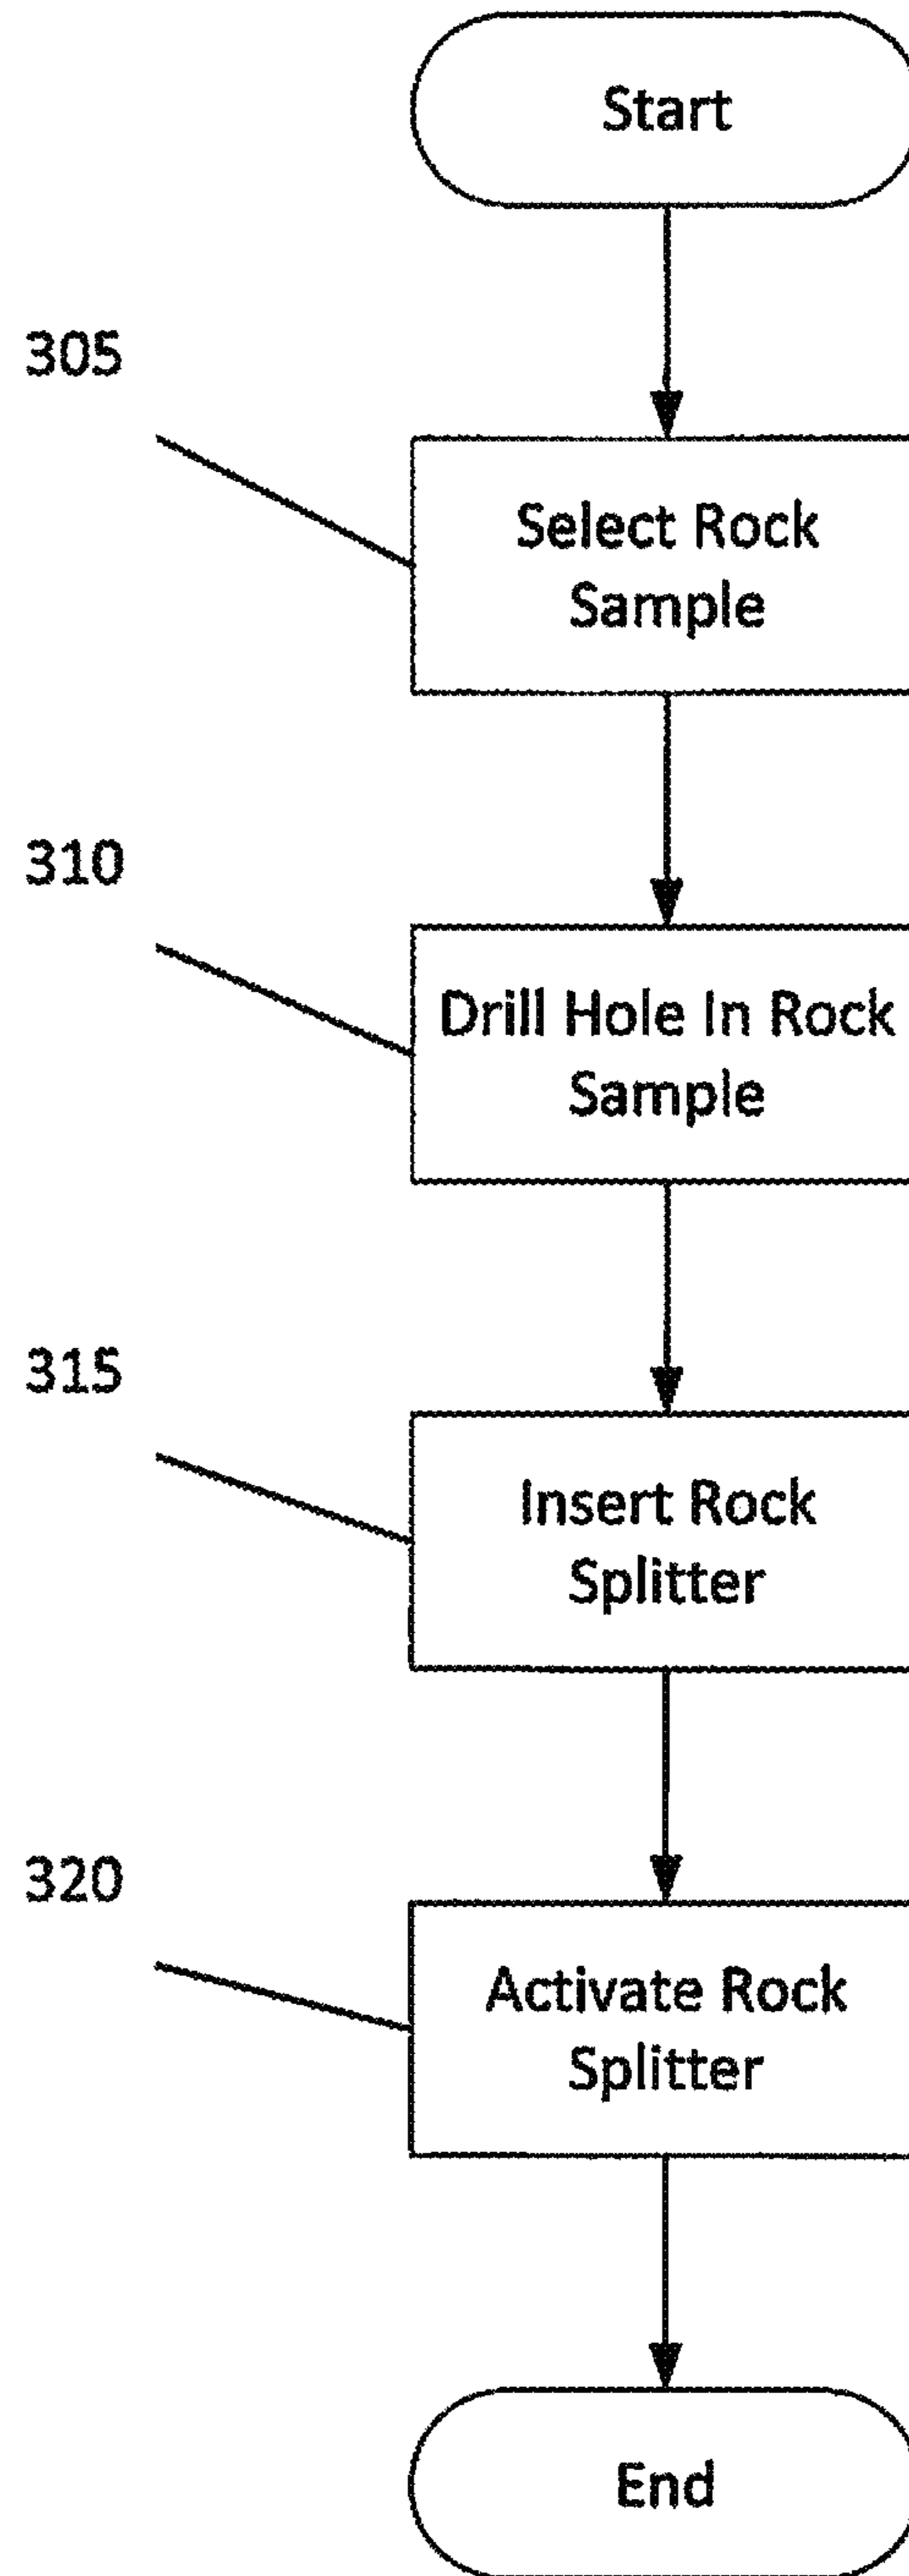 Start
305
Select Rock
Sample
310
Drill Hole In Rock
Sample
315
Insert Rock
Splitter
320
Activate Rock
Splitter
End